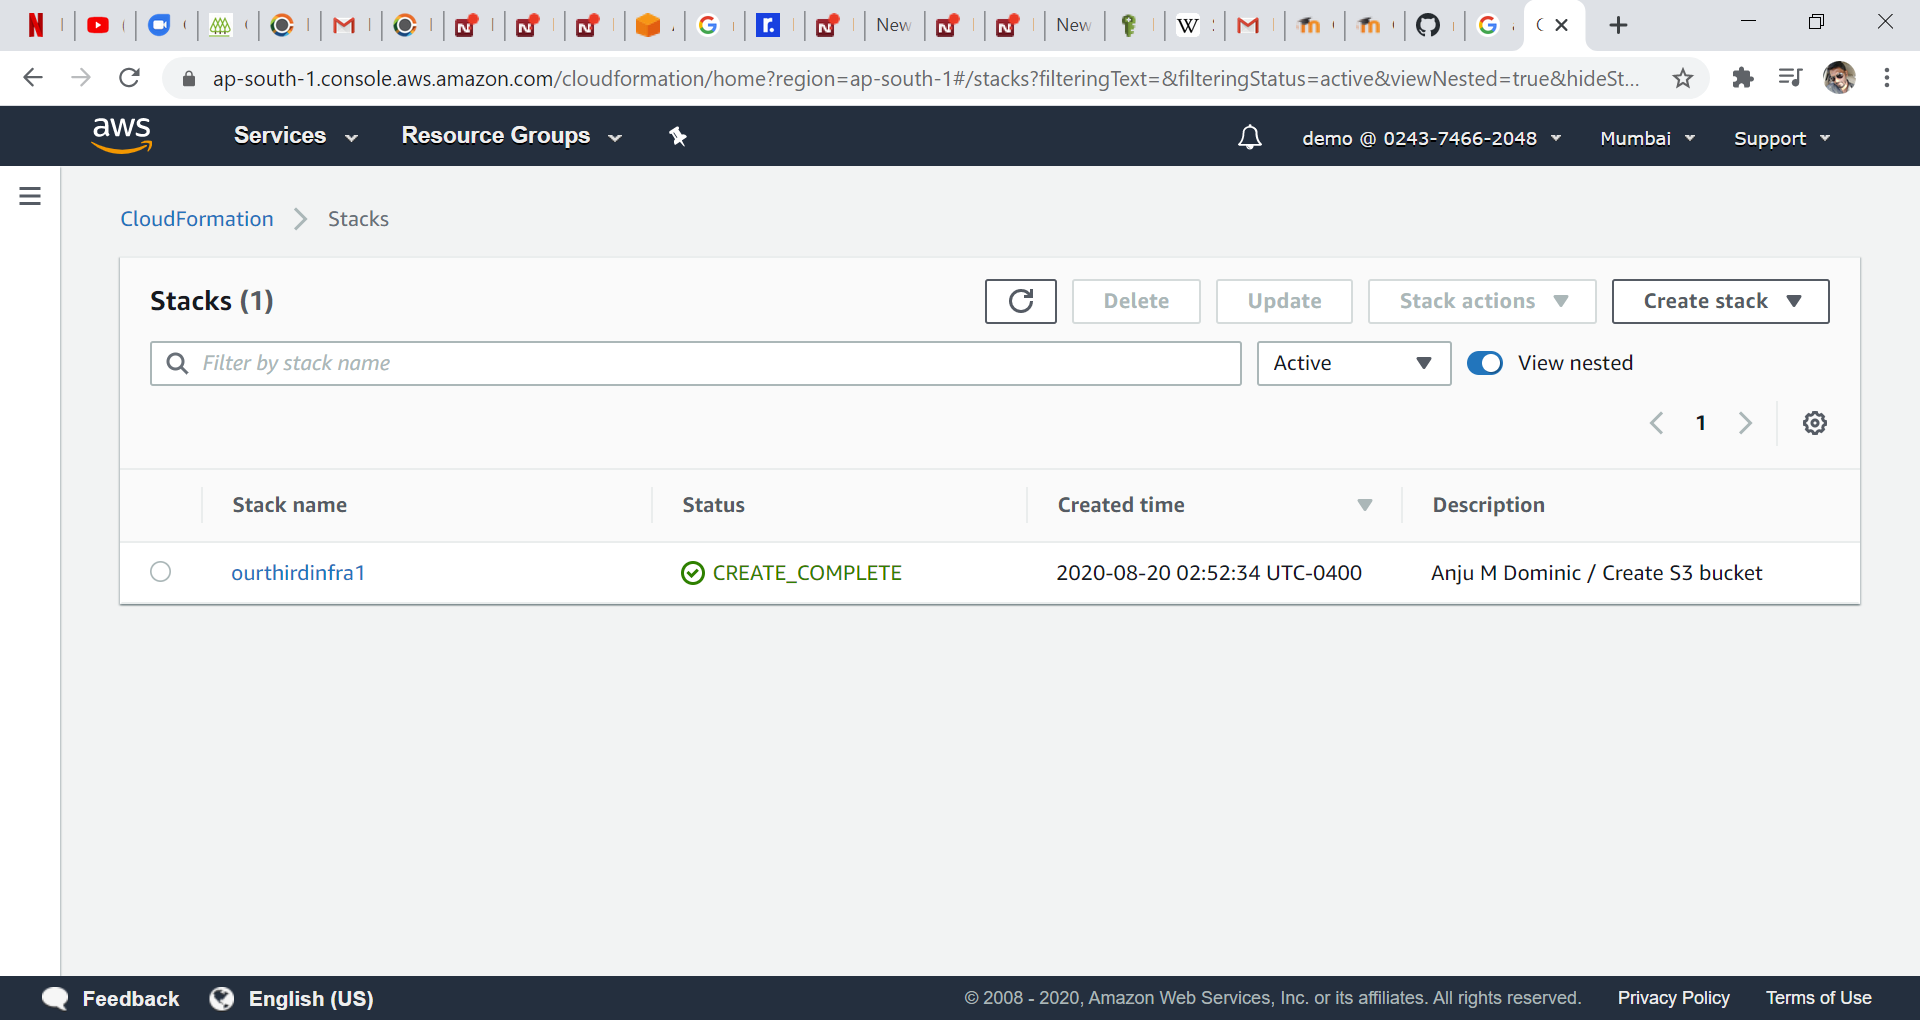 New
New
ap-south-1.console.aws.amazon.com/cloudformation/home?region=ap-south-1#/stacks?filteringText=&filteringStatus=active&viewNested=true&hideSt...
aws
Services
Resource Groups
demo @ 0243-7466-2048
Mumbai
Support
CloudFormation
Stacks
Stacks (1)
Delete
Update
Stack actions
Create stack
Filter by stack name
Active
View nested
1
Stack name
Status
Created time
Description
ourthirdinfra1
CREATE_COMPLETE
2020-08-20 02:52:34 UTC-0400
Anju M Dominic / Create S3 bucket
Feedback
English (US)
© 2008 - 2020, Amazon Web Services, Inc. or its affiliates. All rights reserved.
Privacy Policy
Terms of Use